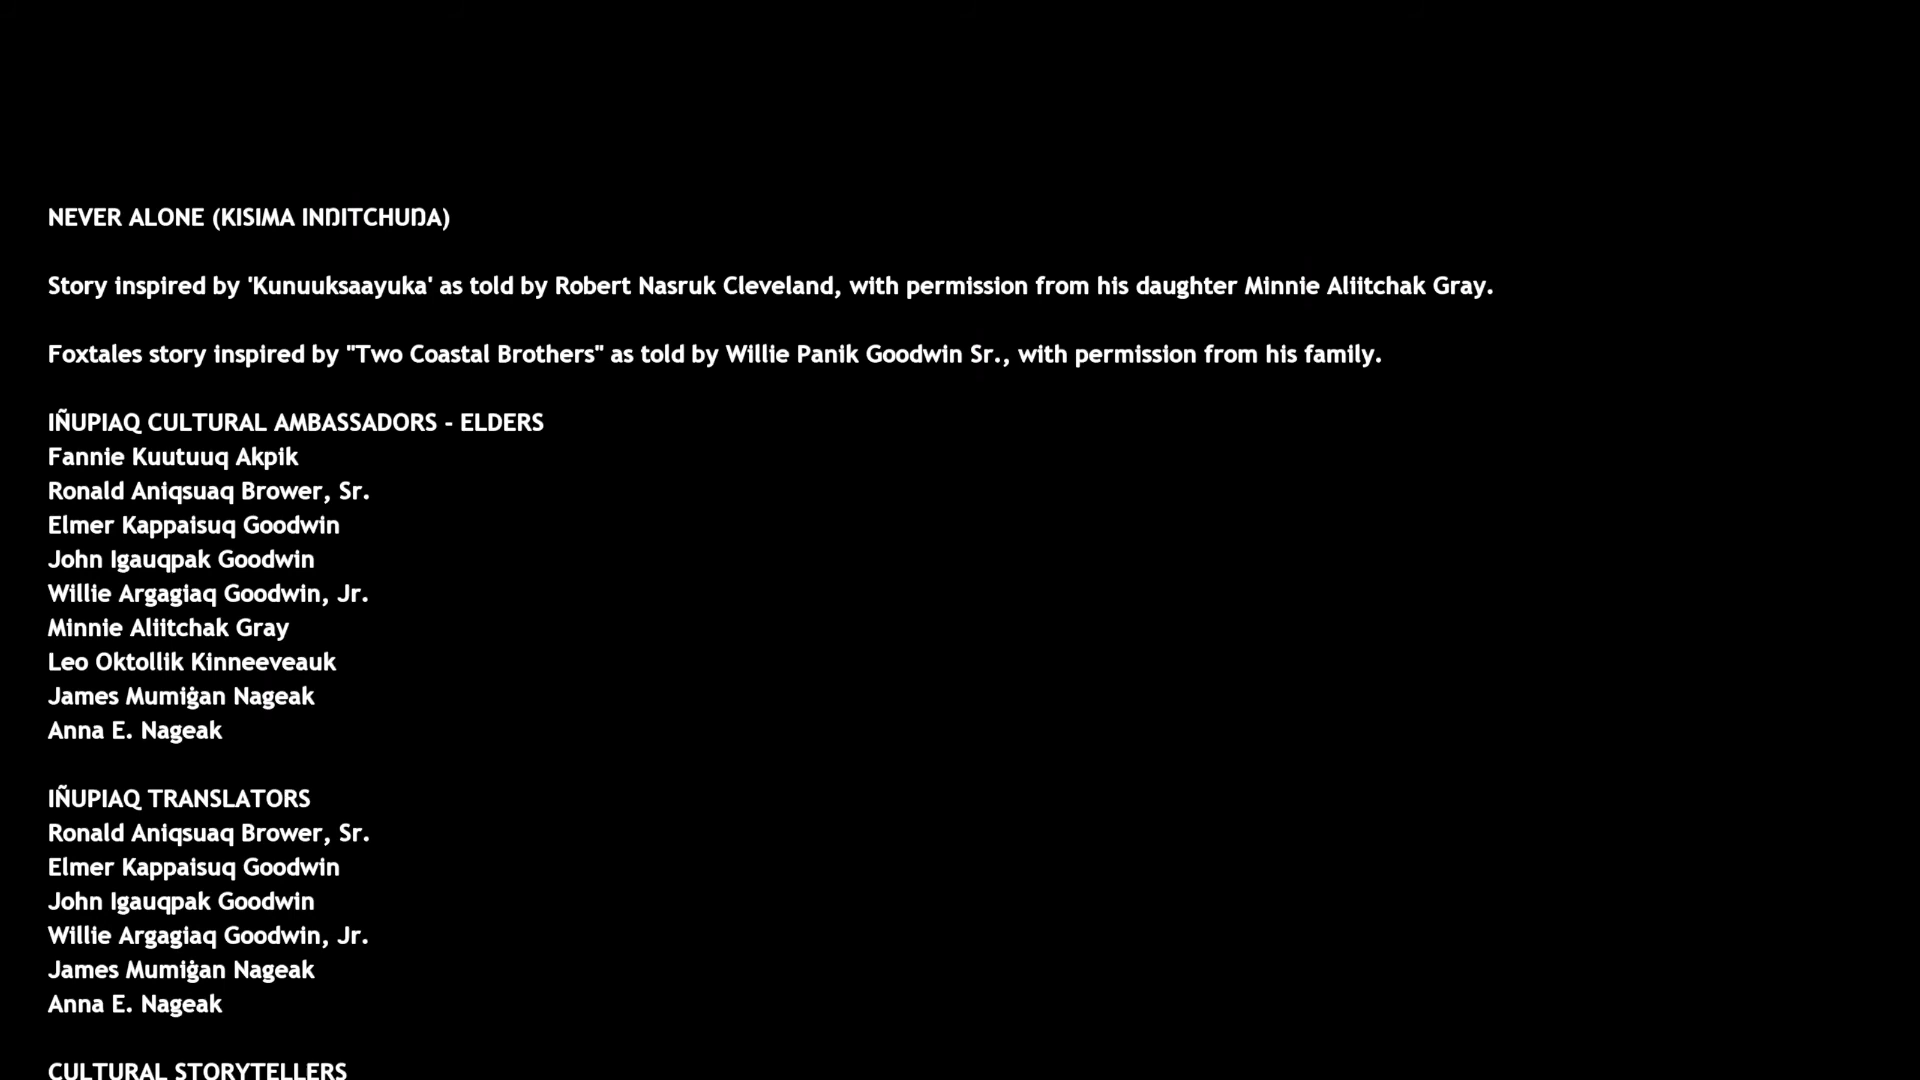 NEVER ALONE (KISIMA INŊITCHUŊA)
Story inspired by 'Kunuuksaayuka' as told by Robert Nasruk Cleveland, with permission from his daughter Minnie Aliitchak Gray.
Foxtales story inspired by "Two Coastal Brothers" as told by Willie Panik Goodwin Sr., with permission from his family.
IÑUPIAQ CULTURAL AMBASSADORS - ELDERS
Fannie Kuutuuq Akpik
Ronald Aniqsuaq Brower, Sr.
Elmer Kappaisuq Goodwin
John Igauqpak Goodwin
Willie Argagiaq Goodwin, Jr.
Minnie Aliitchak Gray
Leo Oktollik Kinneeveauk
James Mumiġan Nageak
Anna E. Nageak
IÑUPIAQ TRANSLATORS
Ronald Aniqsuaq Brower, Sr.
Elmer Kappaisuq Goodwin
John Igauqpak Goodwin
Willie Argagiaq Goodwin, Jr.
James Mumiġan Nageak
Anna E. Nageak
CULTURAL STORYTELLERS